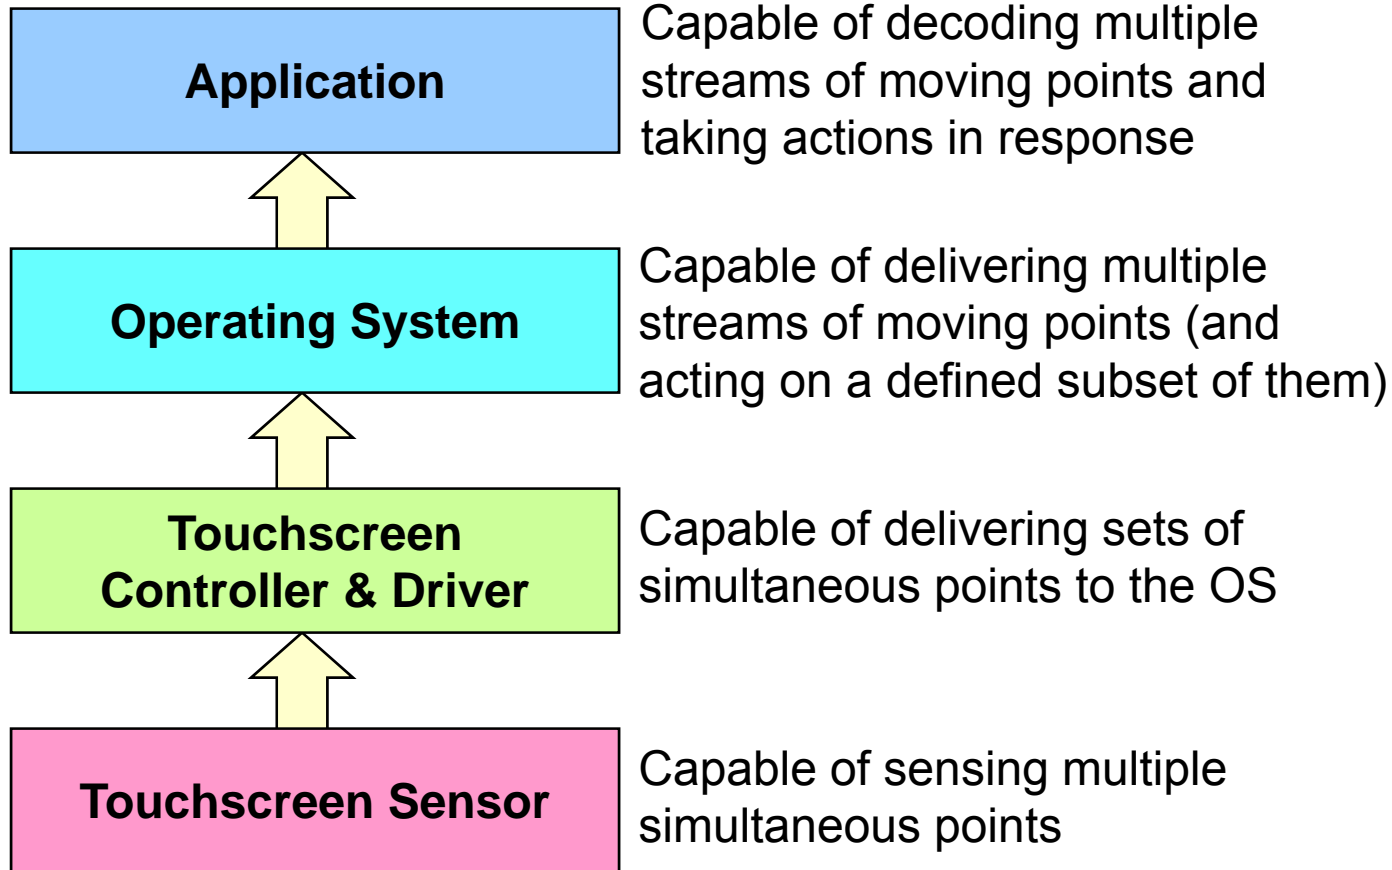 Application
Capable of decoding multiple
streams of moving points and
taking actions in response
Operating System
Capable of delivering multiple
streams of moving points (and
acting on a defined subset of them)
Touchscreen
Controller & Driver
Capable of delivering sets of
simultaneous points to the OS
Touchscreen Sensor
Capable of sensing multiple
simultaneous points